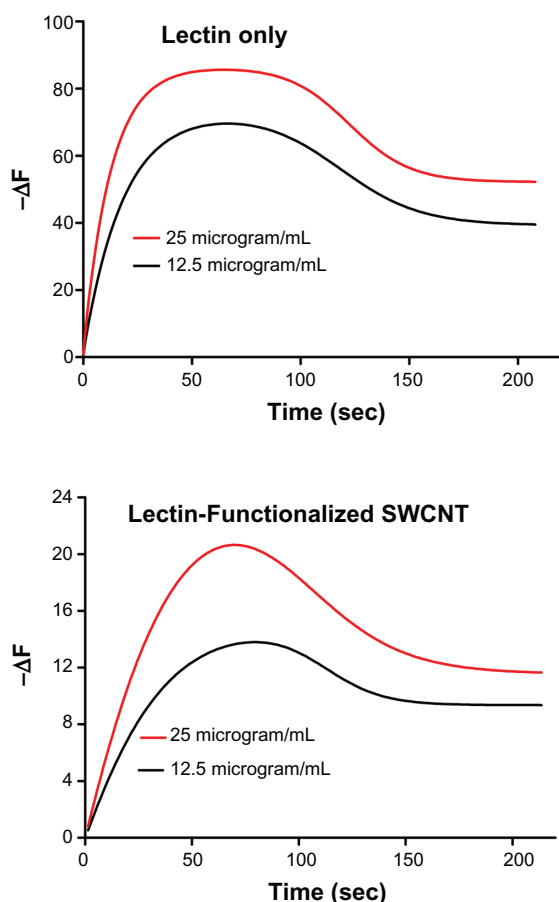 Lectin only
100
80
60
40
20
0
−ΔF
25 microgram/mL
12.5 microgram/mL
0 50 100 150 200
Time (sec)
Lectin-Functionalized SWCNT
24
20
16
12
8
4
0
−ΔF
25 microgram/mL
12.5 microgram/mL
0 50 100 150 200
Time (sec)